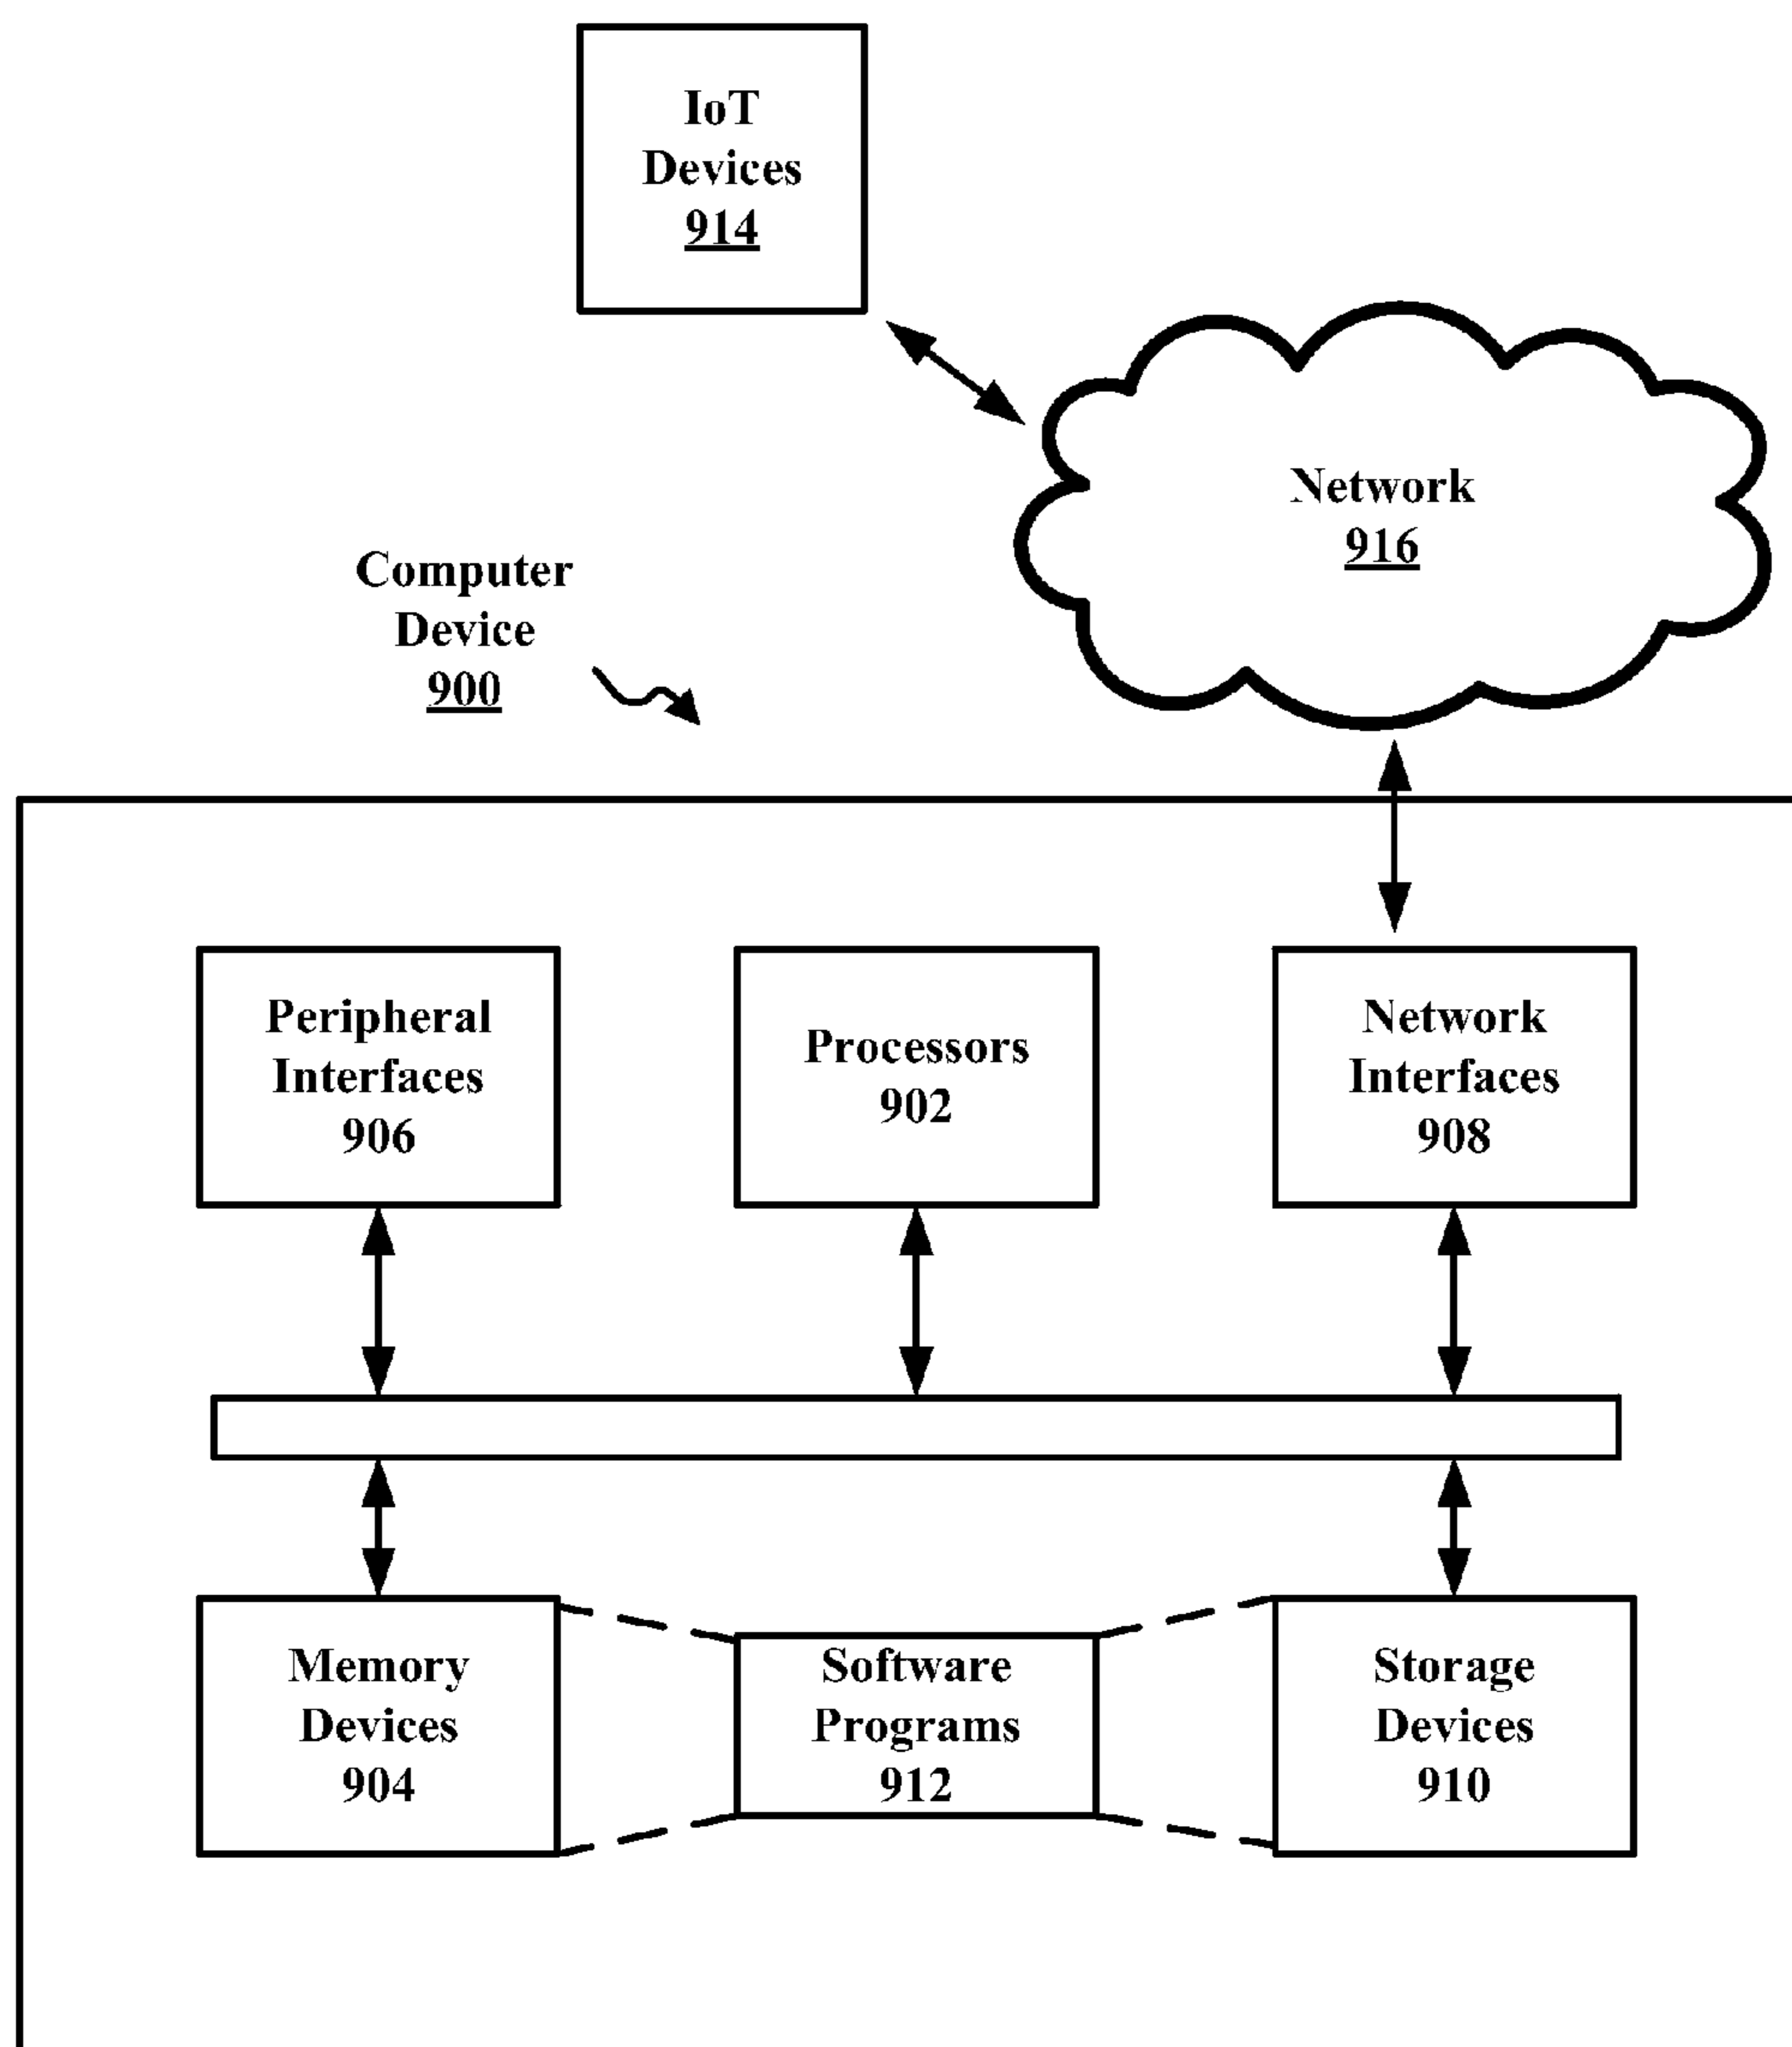 IoT
Devices
914
Network
916
Computer
Device
900
Peripheral
Interfaces
906
Processors
902
Network
Interfaces
908
Memory
Devices
904
Software
Programs
912
Storage
Devices
910